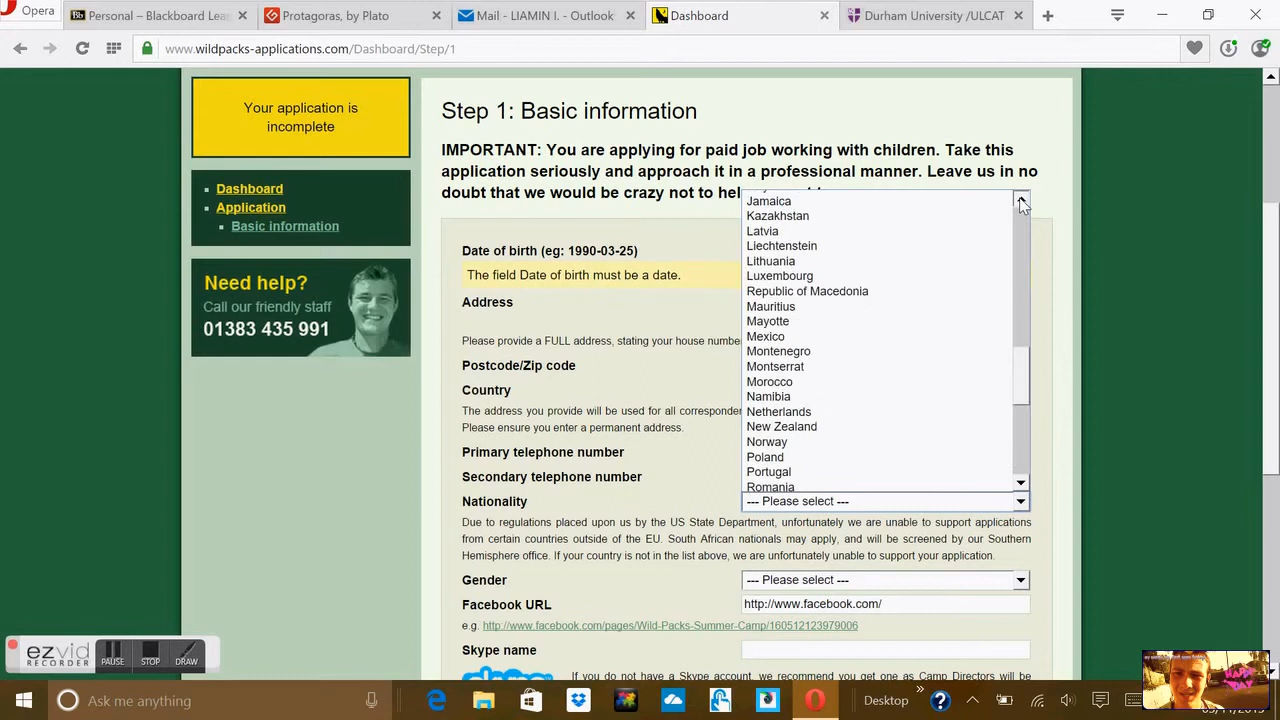 Opera
Personal – Blackboard Lea
Protagoras, by Plato
Mail - LIAMIN I. - Outlook
Dashboard
Durham University /ULCAT
www.wildpacks-applications.com/Dashboard/Step/1
Your application is
incomplete
Dashboard
Application
Basic information
Need help?
Call our friendly staff
01383 435 991
Step 1: Basic information
IMPORTANT: You are applying for paid job working with children. Take this
application seriously and approach it in a professional manner. Leave us in no
doubt that we would be crazy not to
Date of birth (eg: 1990-03-25)
The field Date of birth must be a date.
Address
Please provide a FULL address, stating your house
Postcode/Zip code
Country
The address you provide will be used for all
Please ensure you enter a permanent address.
Primary telephone number
Secondary telephone number
Nationality
Jamaica
Kazakhstan
Latvia
Liechtenstein
Lithuania
Luxembourg
Republic of Macedonia
Mauritius
Mayotte
Mexico
Montenegro
Montserrat
Morocco
Namibia
Netherlands
New Zealand
Norway
Poland
Portugal
Romania
--- Please select ---
Due to regulations placed upon us by the US State Department, unfortunately we are unable to support applications
from certain countries outside of the EU. South African nationals may apply, and will be screened by our Southern
Hemisphere office. If your country is not in the list above, we are unfortunately unable to support your application.
Gender
--- Please select ---
Facebook URL
http://www.facebook.com/
e.g. http://www.facebook.com/pages/Wild-Packs-Summer-Camp/160512123979006
Skype name
If you do not have a Skype account, we recommend you get one as Camp Directors will be
ezvid
RECORDER
PAUSE
STOP
DRAW
Ask me anything
Desktop